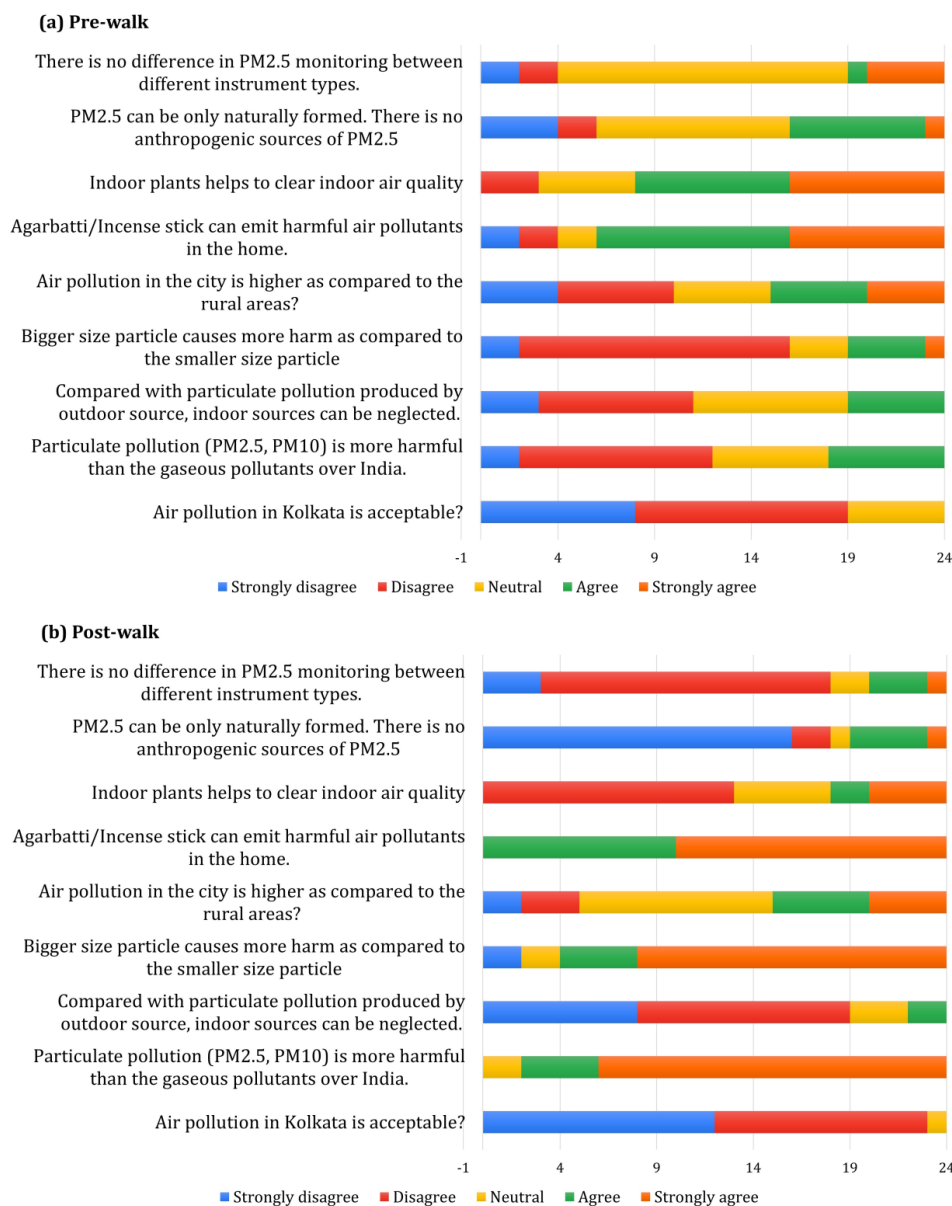 (a) Pre-walk
There is no difference in PM2.5 monitoring between
different instrument types.
PM2.5 can be only naturally formed. There is no
anthropogenic sources of PM2.5
Indoor plants helps to clear indoor air quality
Agarbatti/Incense stick can emit harmful air pollutants
in the home.
Air pollution in the city is higher as compared to the
rural areas?
Bigger size particle causes more harm as compared to
the smaller size particle
Compared with particulate pollution produced by
outdoor source, indoor sources can be neglected.
Particulate pollution (PM2.5, PM10) is more harmful
than the gaseous pollutants over India.
Air pollution in Kolkata is acceptable?
-1 4 9 14 19 24
Strongly disagree Disagree Neutral Agree Strongly agree
(b) Post-walk
There is no difference in PM2.5 monitoring between
different instrument types.
PM2.5 can be only naturally formed. There is no
anthropogenic sources of PM2.5
Indoor plants helps to clear indoor air quality
Agarbatti/Incense stick can emit harmful air pollutants
in the home.
Air pollution in the city is higher as compared to the
rural areas?
Bigger size particle causes more harm as compared to
the smaller size particle
Compared with particulate pollution produced by
outdoor source, indoor sources can be neglected.
Particulate pollution (PM2.5, PM10) is more harmful
than the gaseous pollutants over India.
Air pollution in Kolkata is acceptable?
-1 4 9 14 19 24
Strongly disagree Disagree Neutral Agree Strongly agree